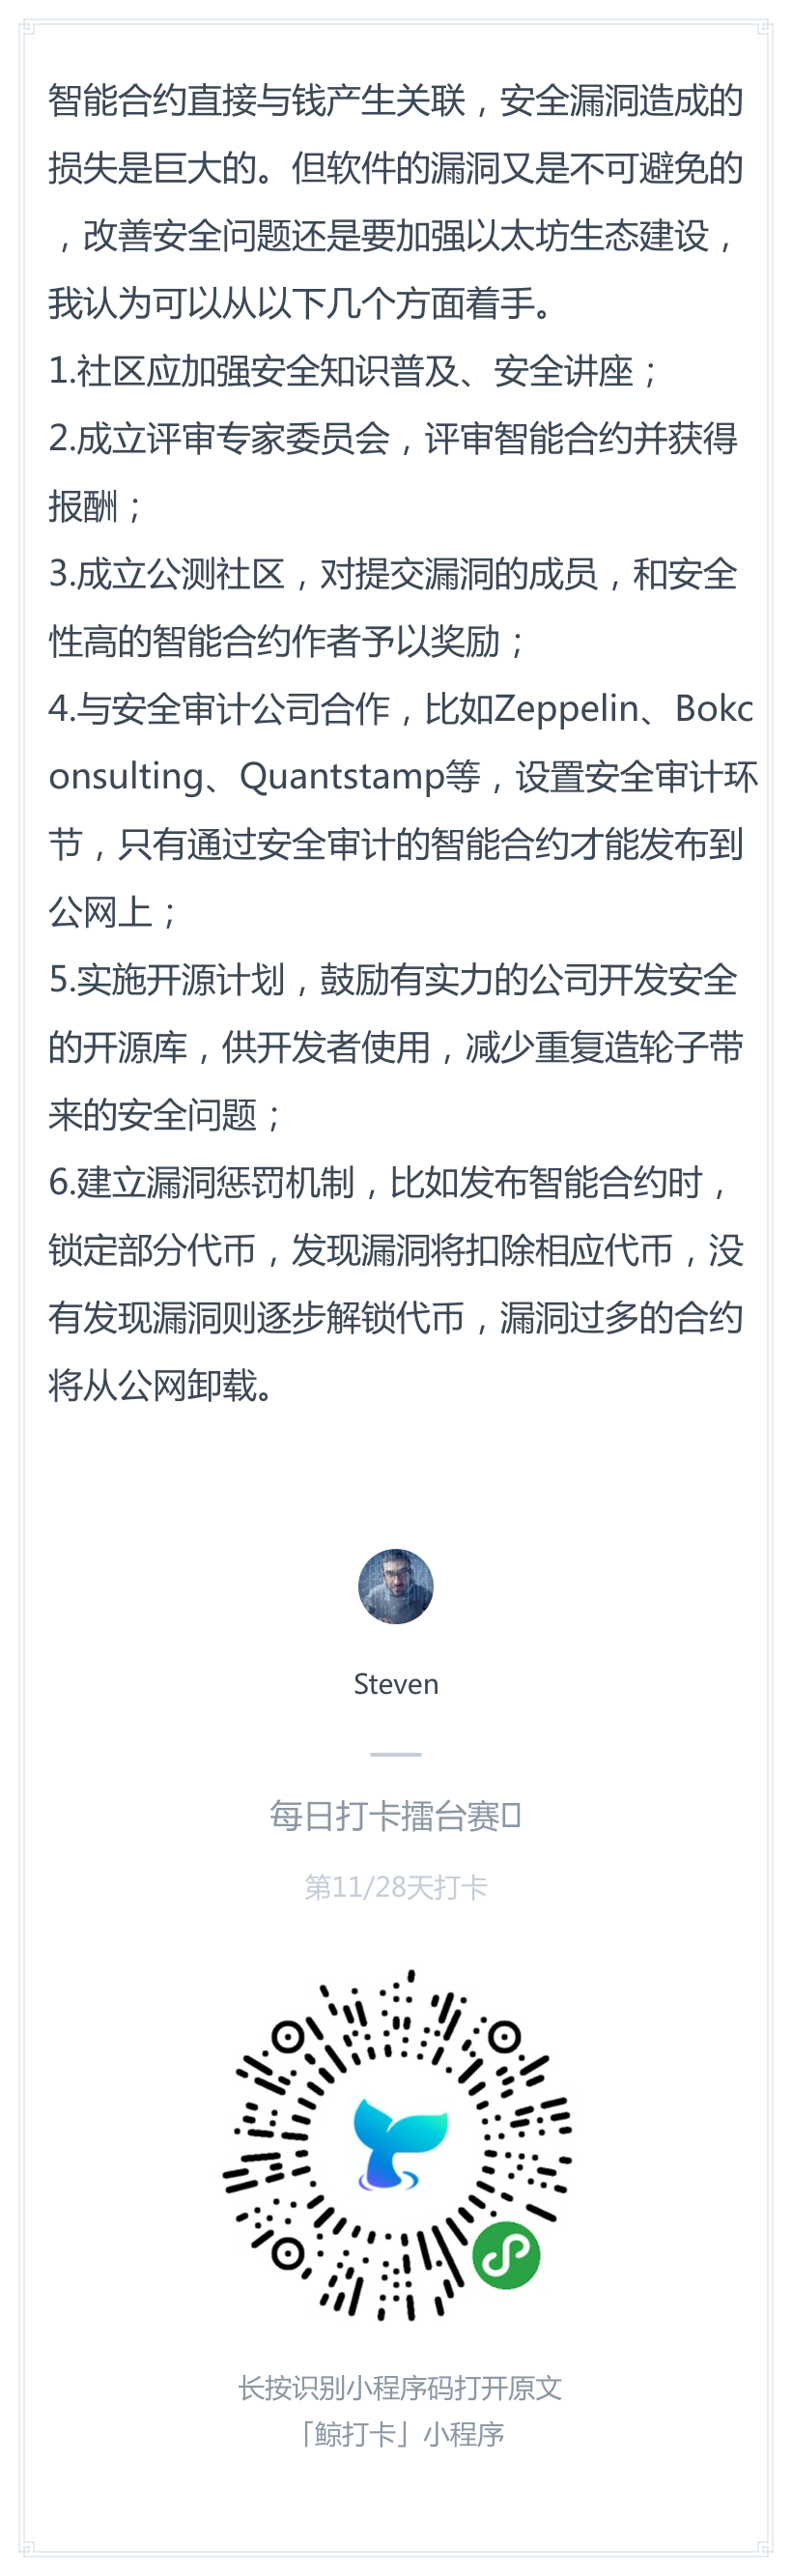 智能合约直接与钱产生关联，安全漏洞造成的
损失是巨大的。但软件的漏洞又是不可避免的
，改善安全问题还是要加强以太坊生态建设，
我认为可以从以下几个方面着手。
1.社区应加强安全知识普及、安全讲座；
2.成立评审专家委员会，评审智能合约并获得
报酬；
3.成立公测社区，对提交漏洞的成员，和安全
性高的智能合约作者予以奖励；
4.与安全审计公司合作，比如Zeppelin、Bokc
onsulting、Quantstamp等，设置安全审计环
节，只有通过安全审计的智能合约才能发布到
公网上；
5.实施开源计划，鼓励有实力的公司开发安全
的开源库，供开发者使用，减少重复造轮子带
来的安全问题；
6.建立漏洞惩罚机制，比如发布智能合约时，
锁定部分代币，发现漏洞将扣除相应代币，没
有发现漏洞则逐步解锁代币，漏洞过多的合约
将从公网卸载。
Steven
每日打卡擂台赛
第11/28天打卡
长按识别小程序码打开原文
「鲸打卡」小程序